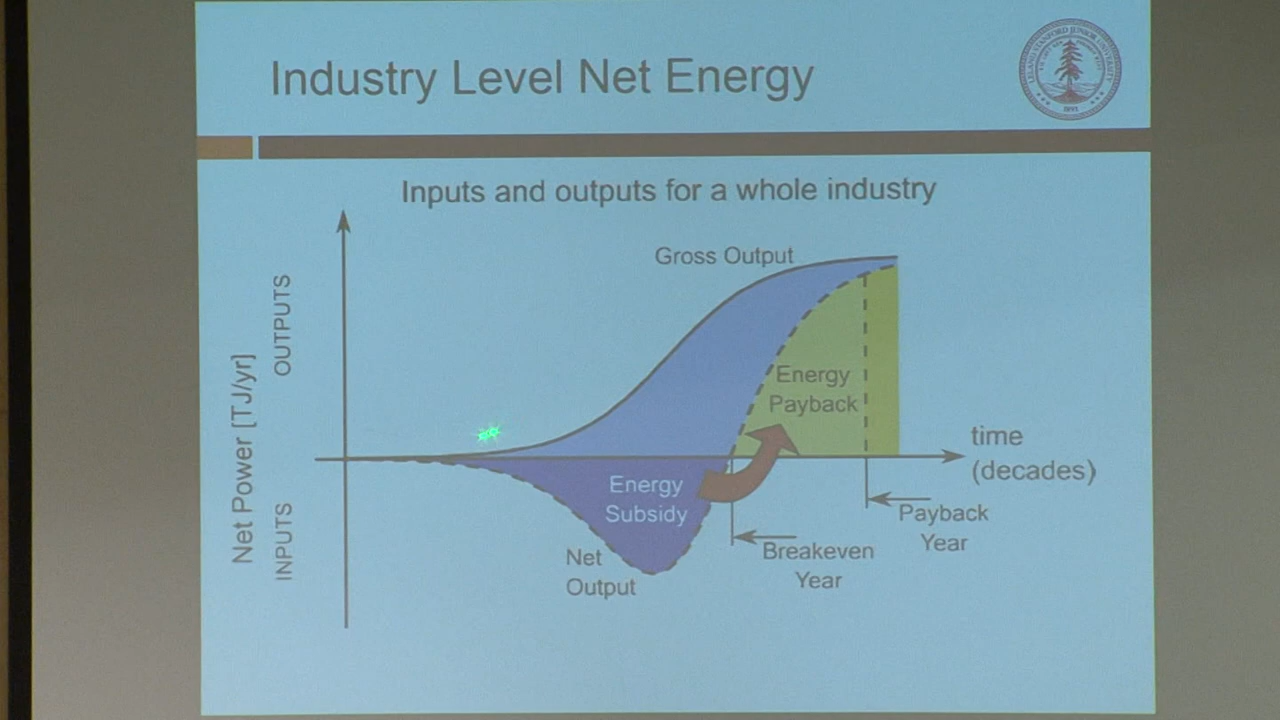 Industry Level Net Energy
Inputs and outputs for a whole industry
Gross Output
OUTPUTS
Net Power [TJ/yr]
INPUTS
Energy
Payback
time
(decades)
Energy
Subsidy
Payback
Year
Net
Output
Breakeven
Year